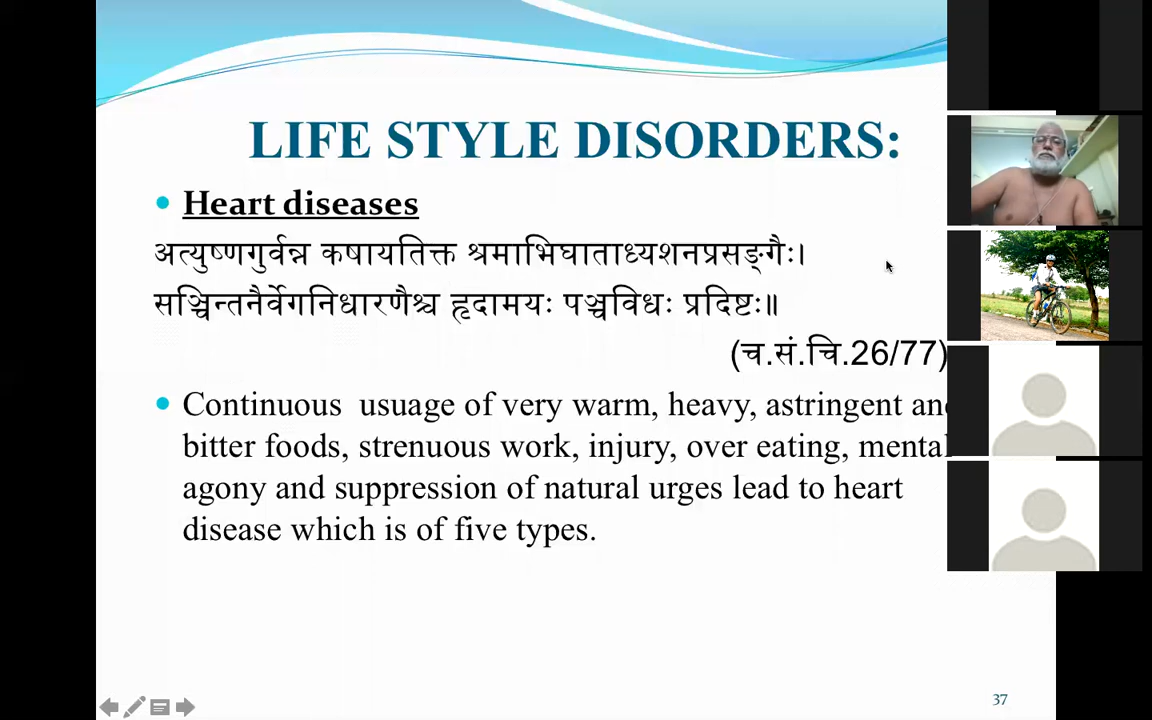 LIFE STYLE DISORDERS:
Heart diseases
अत्युष्णगुर्वन्न कषायतिक्त श्रमाभिघाताध्यशनप्रसङ्गैः।
सञ्चिन्तनैर्वेगनिधारणैश्च हृदामयः पञ्चविधः प्रदिष्टः॥
(च.सं.चि.26/77)
Continuous usuage of very warm, heavy, astringent
bitter foods, strenuous work, injury, over eating, mental
agony and suppression of natural urges lead to heart
disease which is of five types.
37